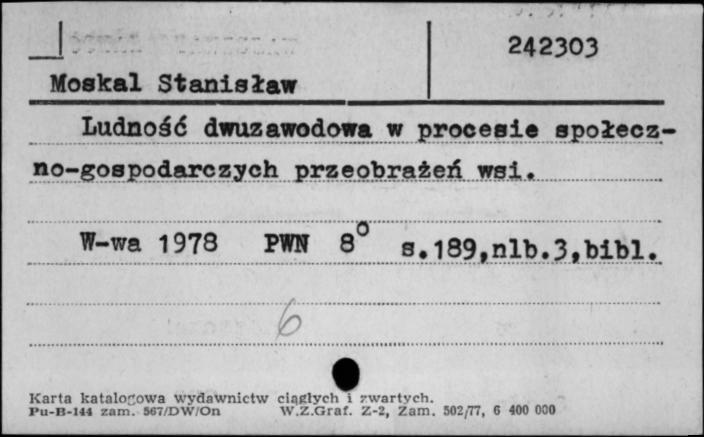 242303
Moskal Stanisław
Ludność dwuzawodowa w procesie społecz-
no-gospodarczych przeobrażeń wsi.
W-wa 1978 PWN 8° s.189,nlb.3,bibl.
6
Karta katalogowa wydawnictw ciągłych i zwartych.
Pu-B-144 zam. 567/DW/On W.Z.Graf. Z-2, Zam. 502/77, 6 400 000